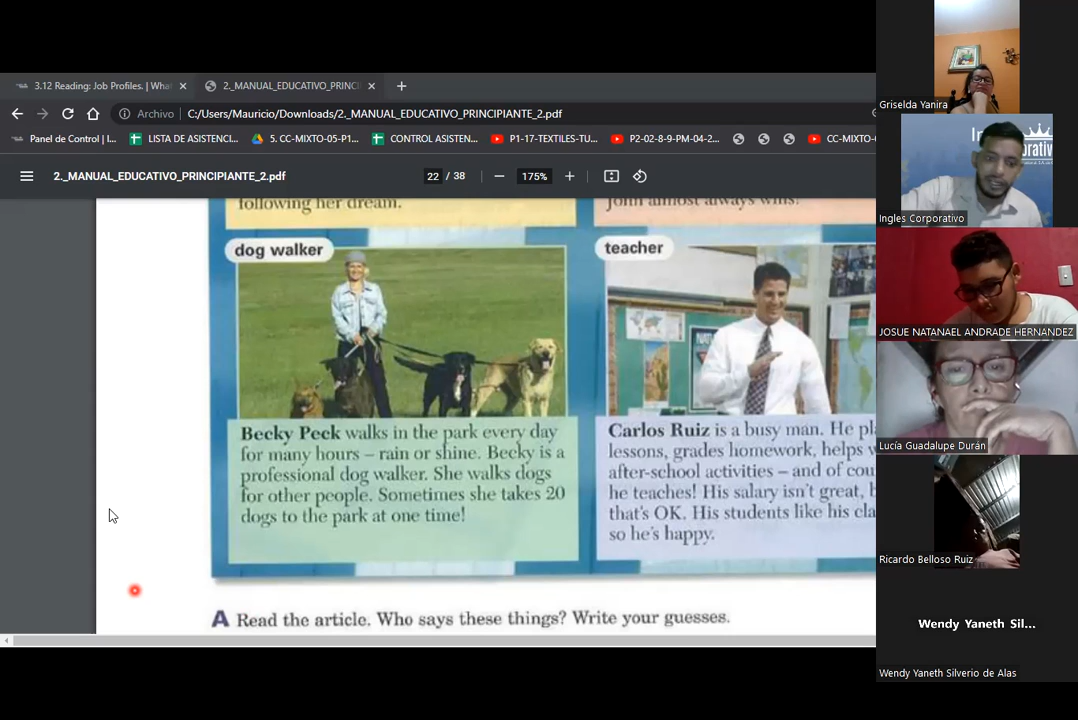 3.12 Reading: Job Profiles. | Wha
2._MANUAL_EDUCATIVO_PRINCI
Archivo C:/Users/Mauricio/Downloads/2._MANUAL_EDUCATIVO_PRINCIPIANTE_2.pdf
Panel de Control | I... LISTA DE ASISTENCI... 5. CC-MIXTO-05-P1... CONTROL ASISTEN... P1-17-TEXTILES-TU... P2-02-8-9-PM-04-2... CC-MIXTO-0
2._MANUAL_EDUCATIVO_PRINCIPIANTE_2.pdf 22 / 38 175%
following her dream.
John almost always wins!
dog walker
Becky Peck walks in the park every day
for many hours – rain or shine. Becky is a
professional dog walker. She walks dogs
for other people. Sometimes she takes 20
dogs to the park at one time!
teacher
Carlos Ruiz is a busy man. He pl
lessons, grades homework, helps
after-school activities – and of cou
he teaches! His salary isn't great, b
that's OK. His students like his cla
so he's happy.
A Read the article. Who says these things? Write your guesses.
Griselda Yanira
Ingles Corporativo
JOSUE NATANAEL ANDRADE HERNANDEZ
Lucía Guadalupe Durán
Ricardo Belloso Ruiz
Wendy Yaneth Sil...
Wendy Yaneth Silverio de Alas